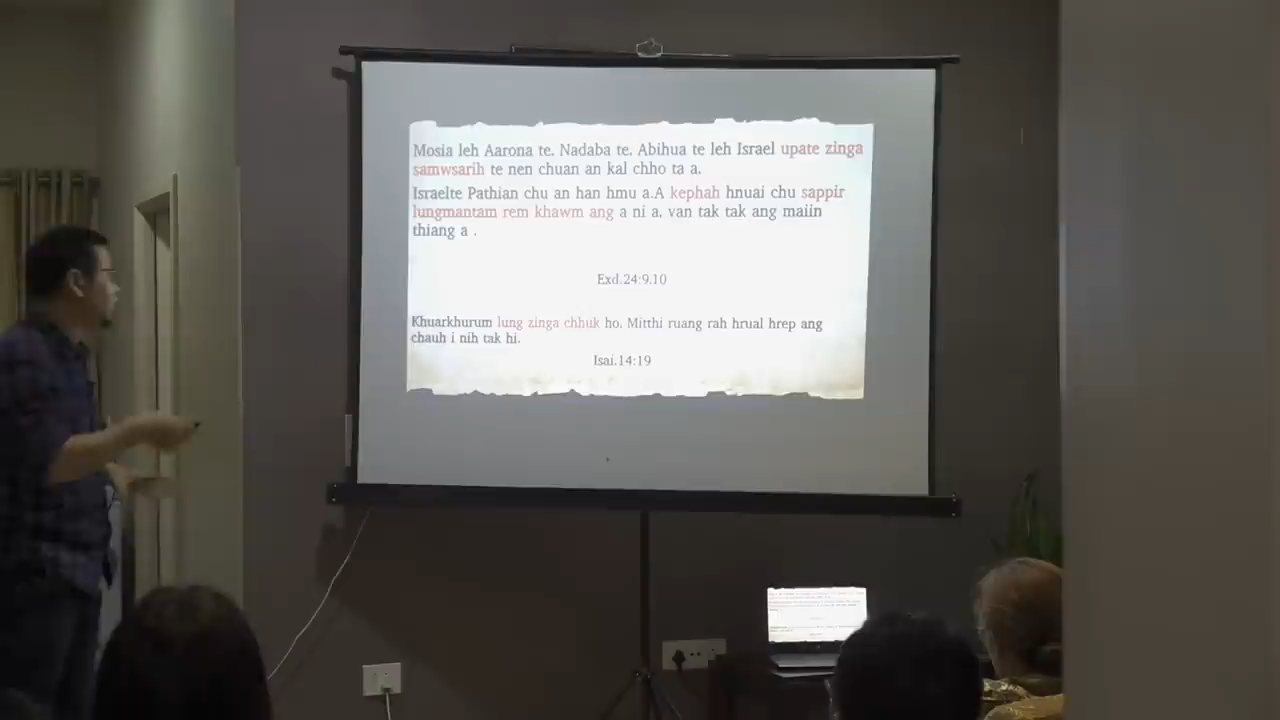 Mosia leh Aarona te. Nadaba te. Abihua te leh Israel upate zinga
samwsarih te nen chuan an kal chho ta a.
Israelte Pathian chu an han hmu a.A kephah hnuai chu sappir
lungmantam rem khawm ang a ni a, van tak tak ang maiin
thiang a .
Exd.24:9,10
Khuarkhurum lung zinga chhuk ho. Mitthi ruang rah hrual hrep ang
chauh i nih tak hi.
Isai.14:19